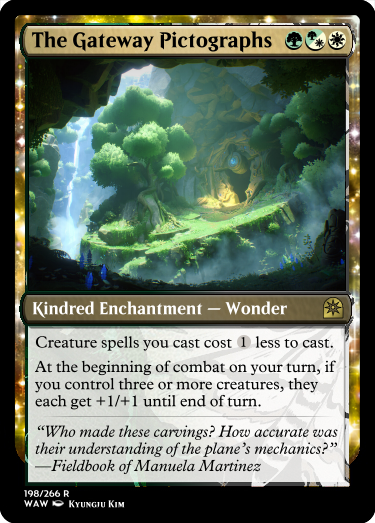 The Gateway Pictographs
Kindred Enchantment — Wonder
Creature spells you cast cost 1 less to cast.
At the beginning of combat on your turn, if
you control three or more creatures, they
each get +1/+1 until end of turn.
“Who made these carvings? How accurate was
their understanding of the plane’s mechanics?”
—Fieldbook of Manuela Martinez
198/266 R
WAW Kyungju Kim